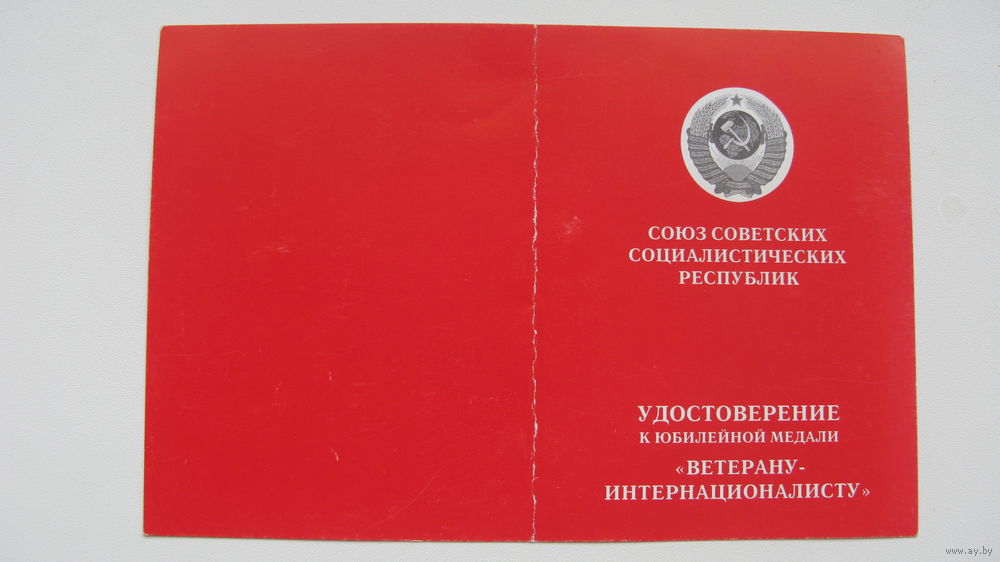 СОЮЗ СОВЕТСКИХ
СОЦИАЛИСТИЧЕСКИХ
РЕСПУБЛИК
УДОСТОВЕРЕНИЕ
К ЮБИЛЕЙНОЙ МЕДАЛИ
«ВЕТЕРАНУ-
ИНТЕРНАЦИОНАЛИСТУ»
www.ay.by